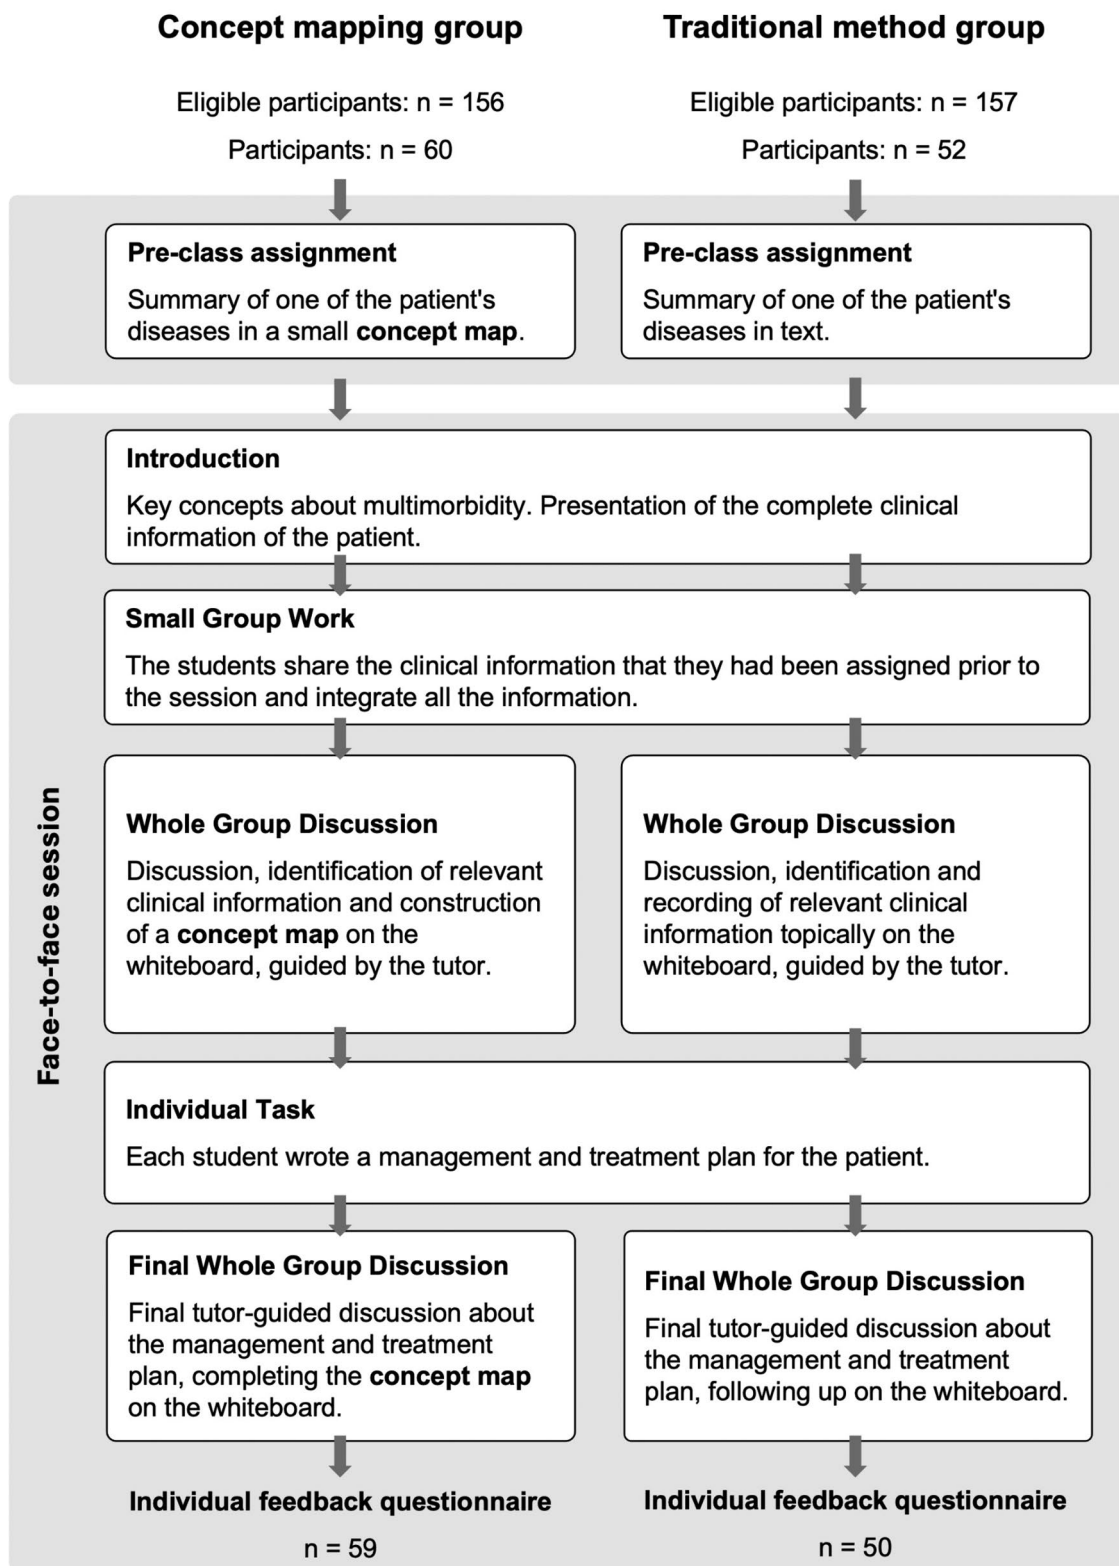 Concept mapping group
Traditional method group
Eligible participants: n = 156
Eligible participants: n = 157
Participants: n = 60
Participants: n = 52
Pre-class assignment
Summary of one of the patient's
diseases in a small concept map.
Pre-class assignment
Summary of one of the patient's
diseases in text.
Face-to-face session
Introduction
Key concepts about multimorbidity. Presentation of the complete clinical
information of the patient.
Small Group Work
The students share the clinical information that they had been assigned prior to
the session and integrate all the information.
Whole Group Discussion
Discussion, identification of relevant
clinical information and construction
of a concept map on the
whiteboard, guided by the tutor.
Whole Group Discussion
Discussion, identification and
recording of relevant clinical
information topically on the
whiteboard, guided by the tutor.
Individual Task
Each student wrote a management and treatment plan for the patient.
Final Whole Group Discussion
Final tutor-guided discussion about
the management and treatment
plan, completing the concept map
on the whiteboard.
Final Whole Group Discussion
Final tutor-guided discussion about
the management and treatment
plan, following up on the whiteboard.
Individual feedback questionnaire
n = 59
Individual feedback questionnaire
n = 50